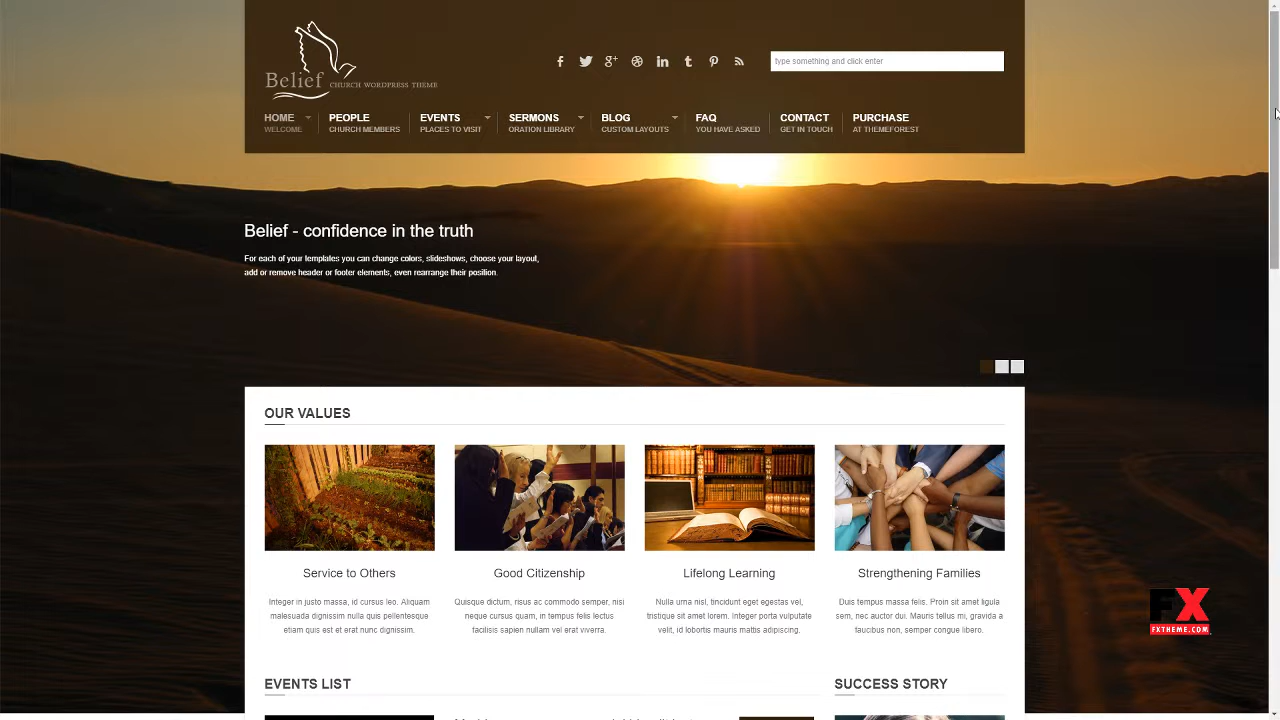 Belief CHURCH WORDPRESS THEME
type something and click enter
HOME
WELCOME
PEOPLE
CHURCH MEMBERS
EVENTS
PLACES TO VISIT
SERMONS
ORATION LIBRARY
BLOG
CUSTOM LAYOUTS
FAQ
YOU HAVE ASKED
CONTACT
GET IN TOUCH
PURCHASE
AT THEMEFOREST
Belief - confidence in the truth
For each of your templates you can change colors, slideshows, choose your layout,
add or remove header or footer elements, even rearrange their position.
OUR VALUES
Service to Others
Integer in justo massa, id cursus leo. Aliquam
malesuada dignissim nulla quis pellentesque
etiam quis est et erat nunc dignissim.
Good Citizenship
Quisque dictum, risus ac commodo semper, nisi
neque cursus quam, in tempus felis lectus
facilisis sapien nullam vel erat viverra.
Lifelong Learning
Nulla urna nisl, tincidunt eget egestas vel,
tristique sit amet lorem. Integer porta vulputate
velit, id lobortis mauris mattis adipiscing.
Strengthening Families
Duis tempus massa felis. Proin sit amet ligula
sem, nec auctor dui. Mauris tellus mi, gravida a
faucibus non, semper congue libero.
FX
FXTHEME.COM
EVENTS LIST
SUCCESS STORY